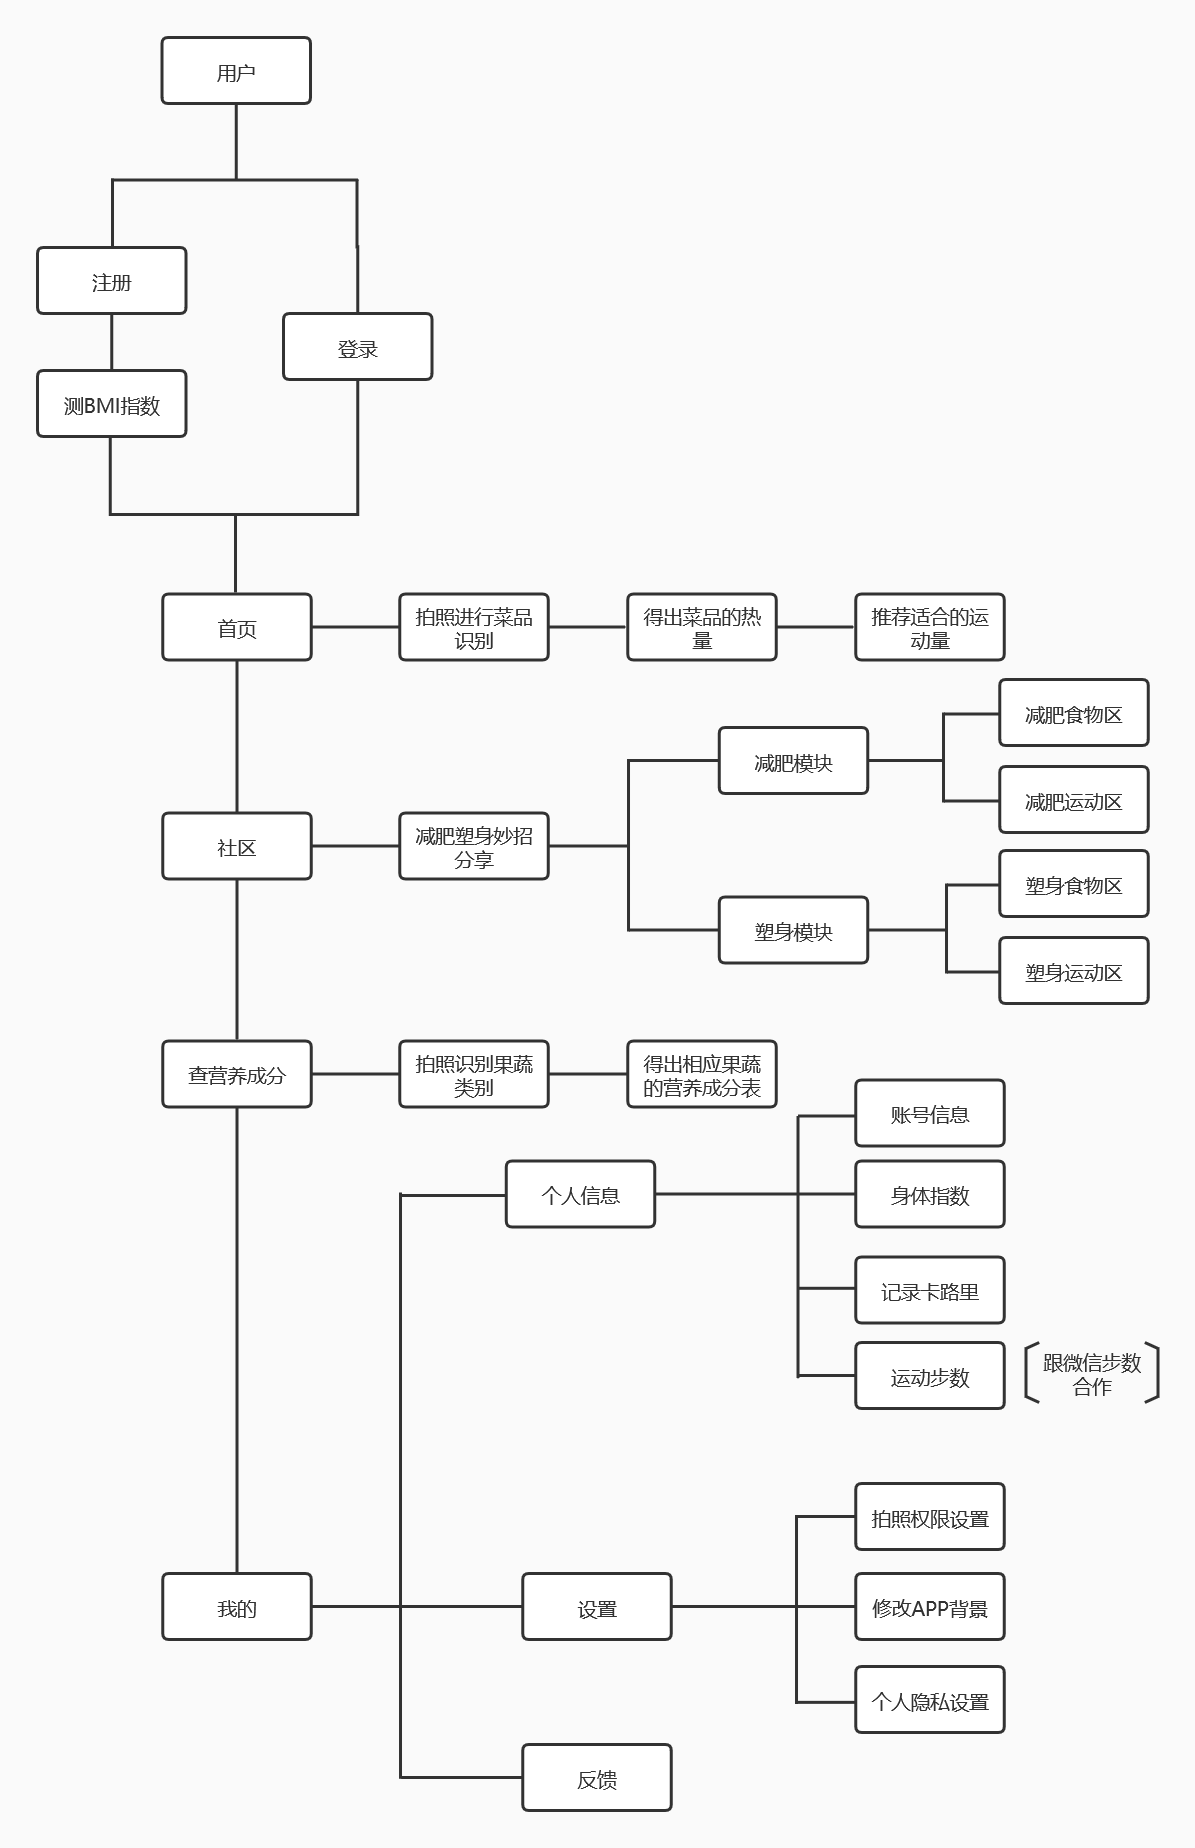 用户
注册
登录
测BMI指数
首页
拍照进行菜品
识别
得出菜品的热
量
推荐适合的运
动量
减肥食物区
减肥模块
减肥运动区
社区
减肥塑身妙招
分享
塑身食物区
塑身模块
塑身运动区
查营养成分
拍照识别果蔬
类别
得出相应果蔬
的营养成分表
账号信息
个人信息
身体指数
记录卡路里
运动步数
跟微信步数
合作
拍照权限设置
我的
设置
修改APP背景
个人隐私设置
反馈